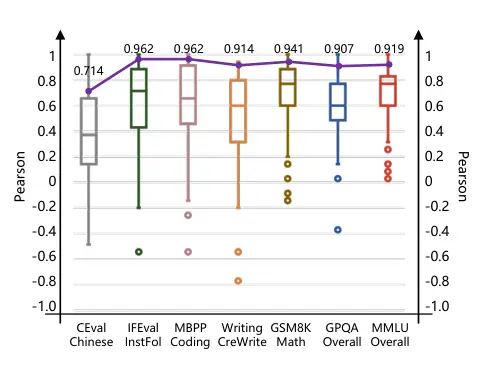 0.714 0.962 0.962 0.914 0.941 0.907 0.919
1 1
0.8 0.8
0.6 0.6
0.4 0.4
0.2 0.2
0 0
-0.2 -0.2
-0.4 -0.4
-0.6 -0.6
-0.8 -0.8
-1.0 -1.0
Pearson
Pearson
CEval IFEval MBPP Writing GSM8K GPQA MMLU
Chinese InstFol Coding CreWrite Math Overall Overall